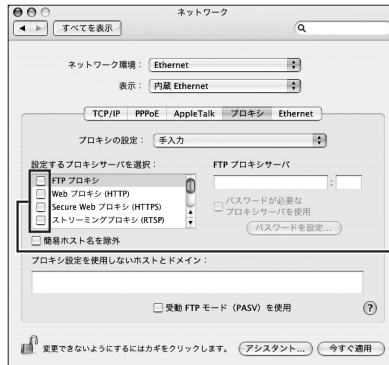 ネットワーク
すべてを表示
ネットワーク環境： Ethernet
表示： 内蔵 Ethernet
TCP/IP PPPoE AppleTalk プロキシ Ethernet
プロキシの設定： 手入力
設定するプロキシサーバを選択： FTP プロキシサーバ
FTP プロキシ
:
Web プロキシ (HTTP)
パスワードが必要な
Secure Web プロキシ (HTTPS)
プロキシサーバを使用
ストリーミングプロキシ (RTSP)
パスワードを設定...
簡易ホスト名を除外
プロキシ設定を使用しないホストとドメイン：
受動 FTP モード（PASV）を使用 ?
変更できないようにするにはカギをクリックします。 アシスタント... 今すぐ適用